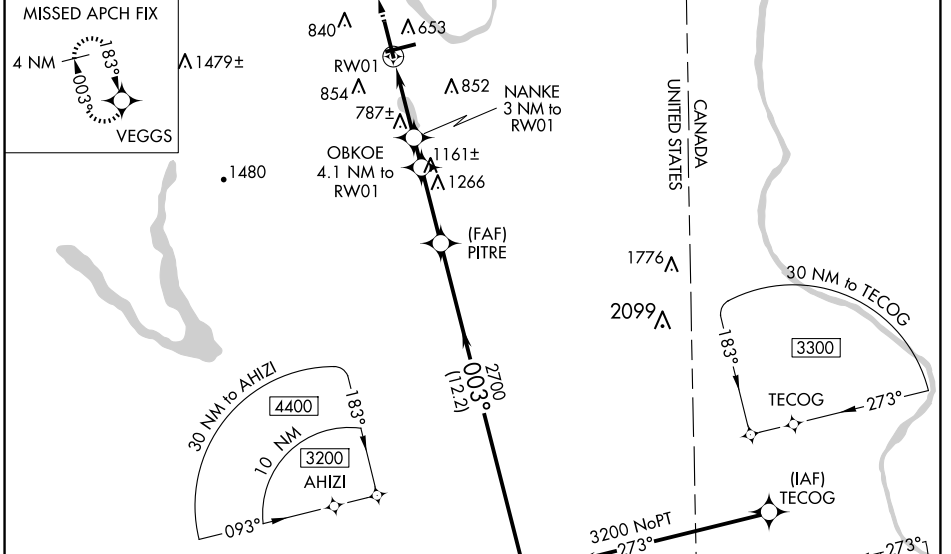 MISSED APCH FIX
4 NM
183°
003°
VEGGS
1479±
840
653
RW01
854
852
787±
NANKE
3 NM to
RW01
OBKOE
4.1 NM to
RW01
1161±
1266
1480
(FAF)
PITRE
CANADA
UNITED STATES
1776
2099
30 NM to TECOG
183°
3300
TECOG
273°
2700
003°
(12.2)
30 NM to AHIZI
4400
183°
10 NM
3200
AHIZI
093°
(IAF)
TECOG
3200 NoPT
273°
273°